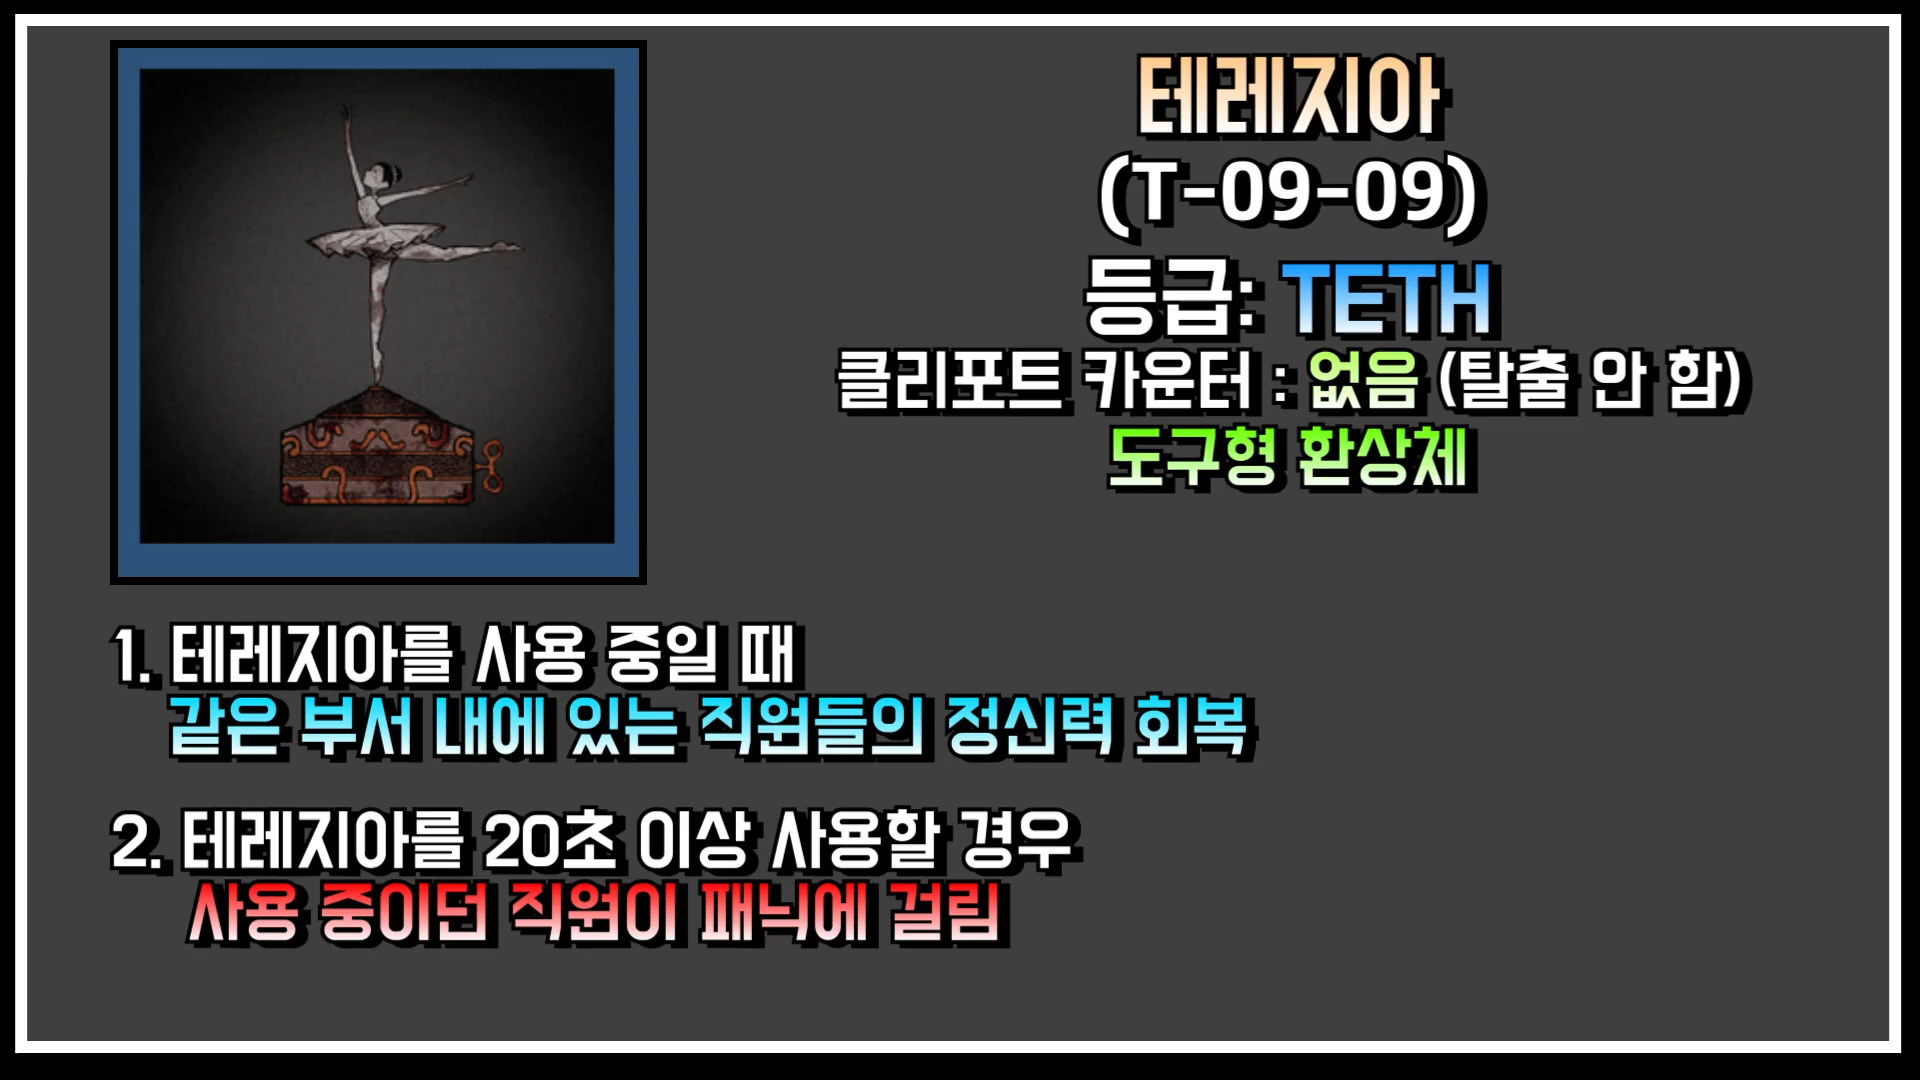 테레지아
(T-09-09)
등급: TETH
클리포트 카운터 : 없음 (탈출 안 함)
도구형 환상체
1. 테레지아를 사용 중일 때
같은 부서 내에 있는 직원들의 정신력 회복
2. 테레지아를 20초 이상 사용할 경우
사용 중이던 직원이 패닉에 걸림